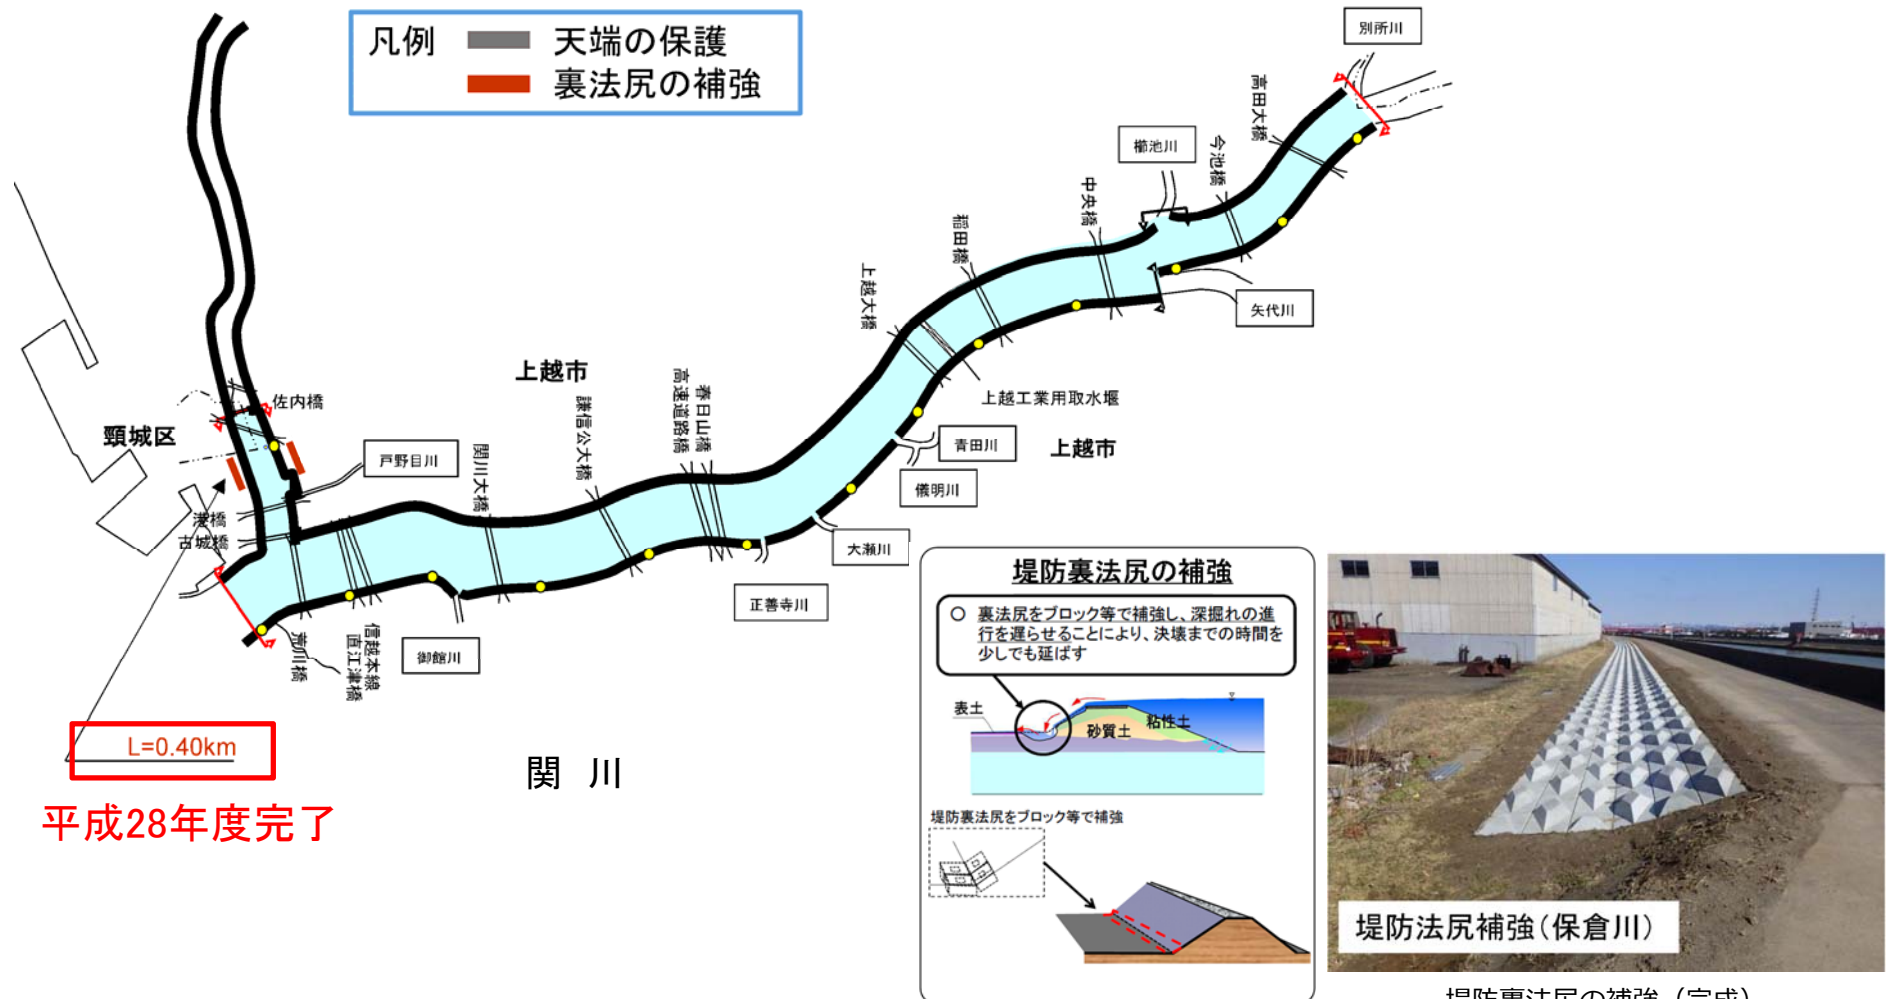 凡例
天端の保護
裏法尻の補強
別所川
高田大橋
今池橋
櫛池川
中央橋
稲田橋
上越大橋
矢代川
上越工業用取水堰
上越市
青田川
上越市
儀明川
大瀬川
正善寺川
春日山橋
高速道路橋
謙信公大橋
関川大橋
戸野目川
佐内橋
頸城区
港橋
古城橋
荒川橋
信越本線
直江津橋
御館川
L=0.40km
平成28年度完了
関 川
堤防裏法尻の補強
○ 裏法尻をブロック等で補強し、深掘れの進
行を遅らせることにより、決壊までの時間を
少しでも延ばす
表土
砂質土
粘性土
堤防裏法尻をブロック等で補強
堤防法尻補強(保倉川)
堤防裏法尻の補強(完成)